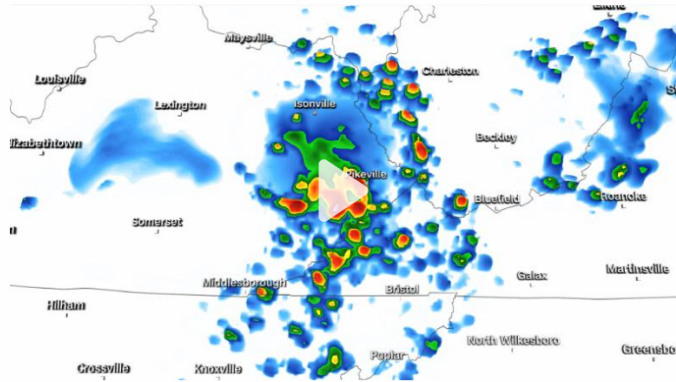 Maysville
Charleston
Louisville
Lexington
Isonville
lizabethtown
Beckley
Pikeville
Bluefield
Roanoke
Somerset
Galax
Martinsville
Middlesborough
Bristol
Hilham
North Wilkesboro
Greensbo
Poplar
Crossville
Knoxville